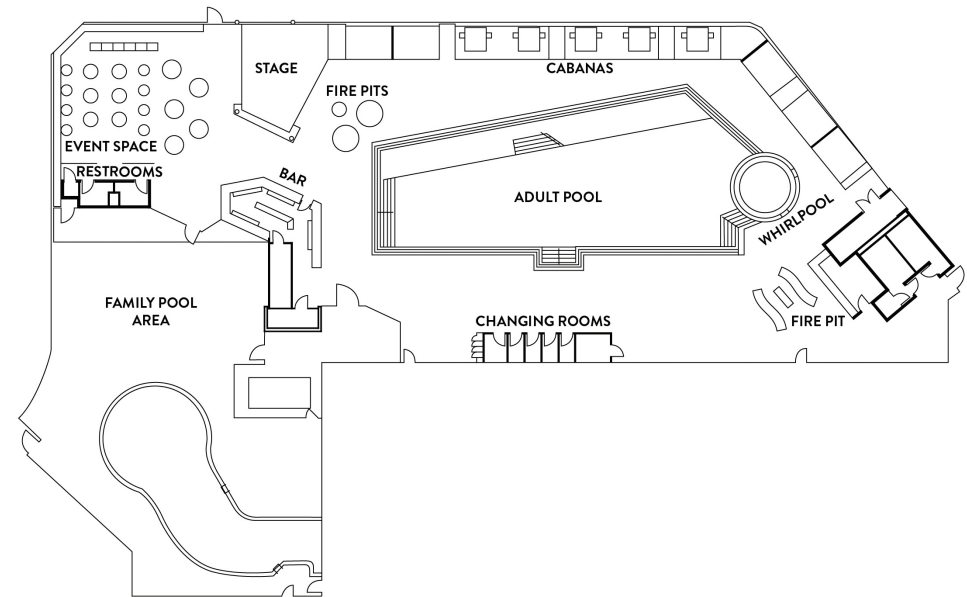 STAGE
CABANAS
FIRE PITS
EVENT SPACE
RESTROOMS
BAR
ADULT POOL
WHIRLPOOL
FAMILY POOL
AREA
CHANGING ROOMS
FIRE PIT